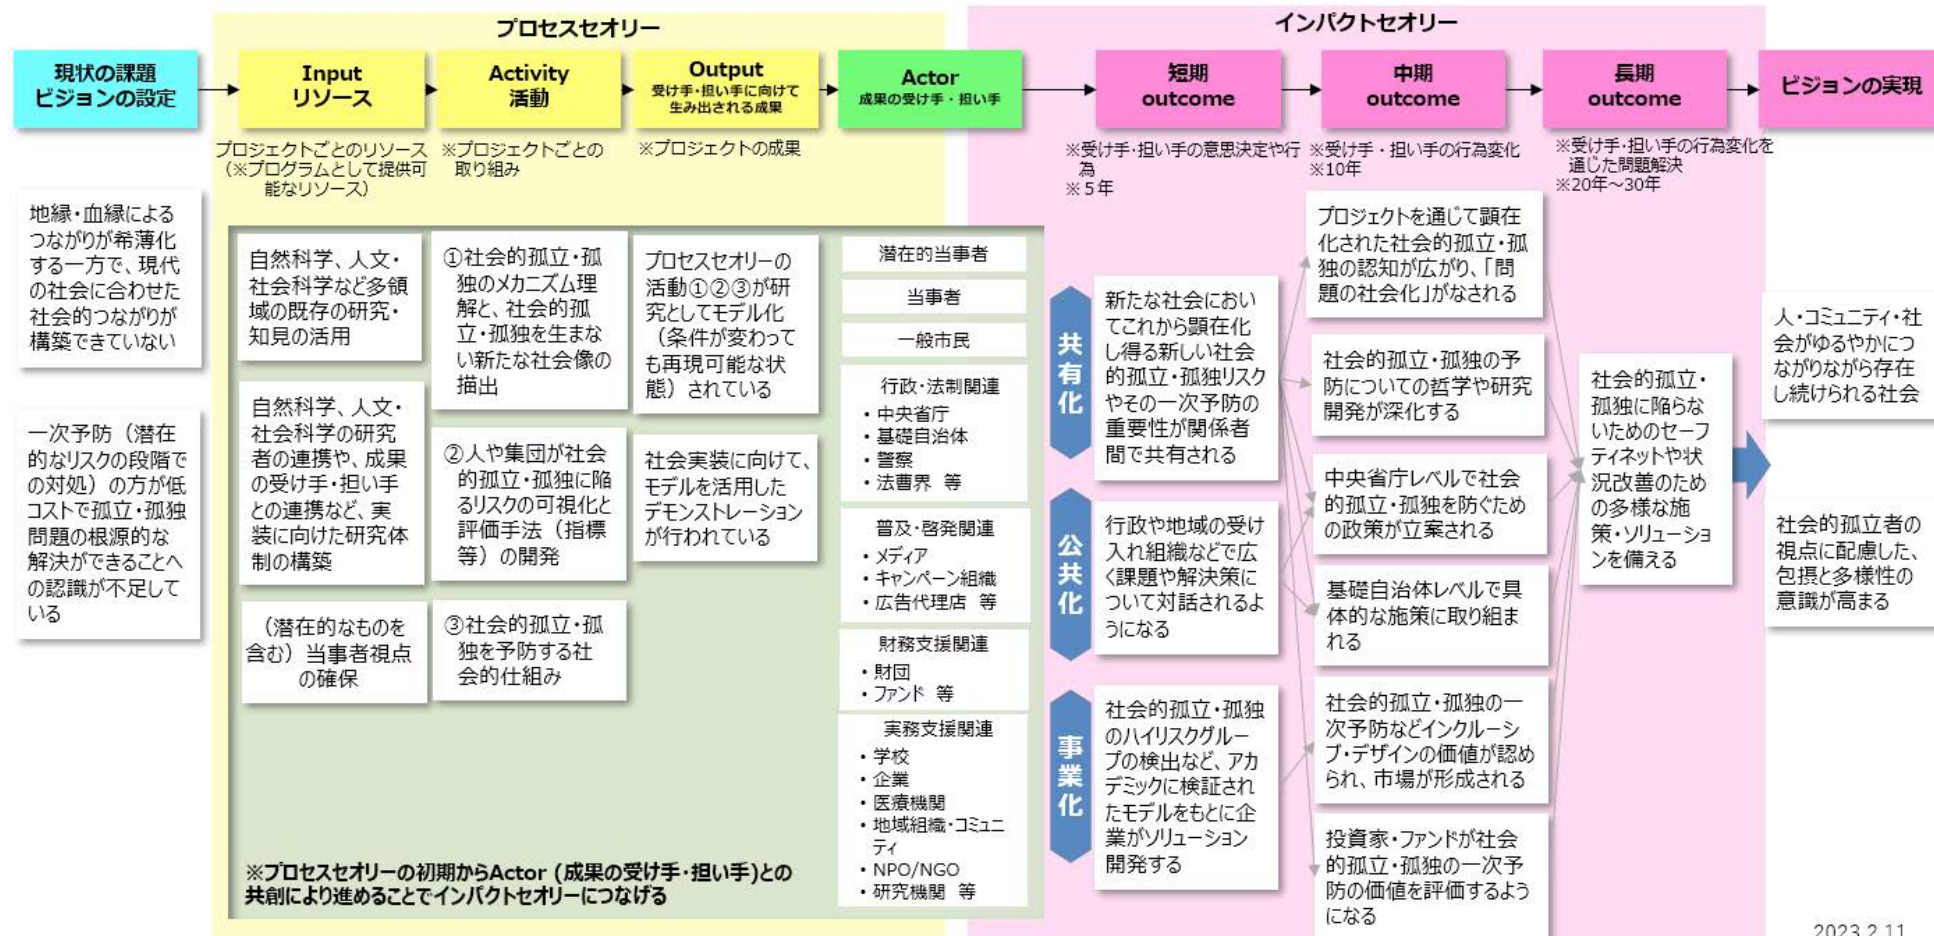 プロセスセオリー
インパクトセオリー
現状の課題
ビジョンの設定
Input
リソース
Activity
活動
Output
受け手・担い手に向けて
生み出される成果
Actor
成果の受け手・担い手
短期
outcome
中期
outcome
長期
outcome
ビジョンの実現
プロジェクトごとのリソース
(※プログラムとして提供可
能なリソース)
※プロジェクトごとの
取り組み
※プロジェクトの成果
※受け手・担い手の意思決定や行
為
※５年
※受け手・担い手の行為変化
※10年
※受け手・担い手の行為変化を
通じた問題解決
※20年～30年
地縁・血縁による
つながりが希薄化
する一方で、現代
の社会に合わせた
社会的つながりが
構築できていない
一次予防（潜在
的なリスクの段階で
の対処）の方が低
コストで孤立・孤独
問題の根源的な
解決ができることへ
の認識が不足して
いる
自然科学、人文・
社会科学など多領
域の既存の研究・
知見の活用
自然科学、人文・
社会科学の研究
者の連携や、成果
の受け手・担い手
との連携など、実
装に向けた研究体
制の構築
（潜在的なものを
含む）当事者視点
の確保
①社会的孤立・孤
独のメカニズム理
解と、社会的孤
立・孤独を生まな
い新たな社会像の
描出
②人や集団が社会
的孤立・孤独に陥
るリスクの可視化と
評価手法（指標
等）の開発
③社会的孤立・孤
独を予防する社
会的仕組み
プロセスセオリーの
活動①②③が研
究としてモデル化
（条件が変わって
も再現可能な状
態）されている
社会実装に向けて、
モデルを活用した
デモンストレーション
が行われている
潜在的当事者
当事者
一般市民
行政・法制関連
・中央省庁
・基礎自治体
・警察
・法曹界 等
普及・啓発関連
・メディア
・キャンペーン組織
・広告代理店 等
財務支援関連
・財団
・ファンド 等
実務支援関連
・学校
・企業
・医療機関
・地域組織・コミュニ
ティ
・NPO/NGO
・研究機関 等
※プロセスセオリーの初期からActor (成果の受け手・担い手)との
共創により進めることでインパクトセオリーにつなげる
共有化
公共化
事業化
新たな社会におい
てこれから顕在化
し得る新しい社会
的孤立・孤独リスク
やその一次予防の
重要性が関係者
間で共有される
行政や地域の受け
入れ組織などで広
く課題や解決策に
ついて対話されるよ
うになる
社会的孤立・孤独
のハイリスクグルー
プの検出など、アカ
デミックに検証され
たモデルをもとに企
業がソリューション
開発する
プロジェクトを通じて顕在
化された社会的孤立・孤
独の認知が広がり、「問
題の社会化」がなされる
社会的孤立・孤独の予
防についての哲学や研究
開発が深化する
中央省庁レベルで社会
的孤立・孤独を防ぐため
の政策が立案される
基礎自治体レベルで具
体的な施策に取り組ま
れる
社会的孤立・孤独の一
次予防などインクルーシ
ブ・デザインの価値が認め
られ、市場が形成される
投資家・ファンドが社会
的孤立・孤独の一次予
防の価値を評価するよう
になる
社会的孤立・
孤独に陥らな
いためのセーフ
ティネットや状
況改善のため
の多様な施
策・ソリューショ
ンを備える
人・コミュニティ・社
会がゆるやかにつ
ながりながら存在
し続けられる社会
社会的孤立者の
視点に配慮した、
包摂と多様性の
意識が高まる
2023.2.11